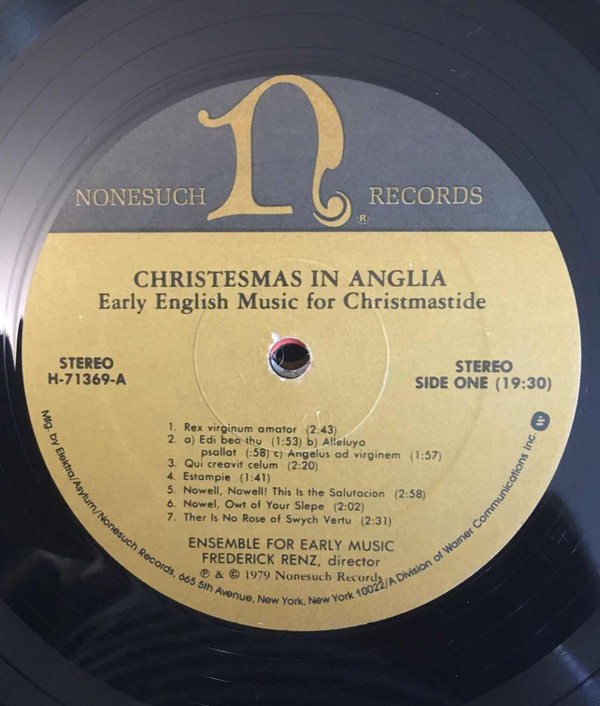 n
NONESUCH RECORDS
®
CHRISTESMAS IN ANGLIA
Early English Music for Christmastide
STEREO
H-71369-A
STEREO
SIDE ONE (19:30)
1. Rex virginum amator (2:43)
2. a) Edi beo thu (1:53) b) Alleluya
psallat (:58) c) Angelus ad virginem (1:57)
3. Qui creavit celum (2:20)
4. Estampie (1:41)
5. Nowell, Nowell! This Is the Salutacion (2:58)
6. Nowel, Owt of Your Slepe (2:02)
7. Ther Is No Rose of Swych Vertu (2:31)
ENSEMBLE FOR EARLY MUSIC
FREDERICK RENZ, director
℗ & © 1979 Nonesuch Records
Mfg. by Elektra/Asylum/Nonesuch Records, 665 5th Avenue, New York, New York 10022/A Division of Warner Communications Inc.